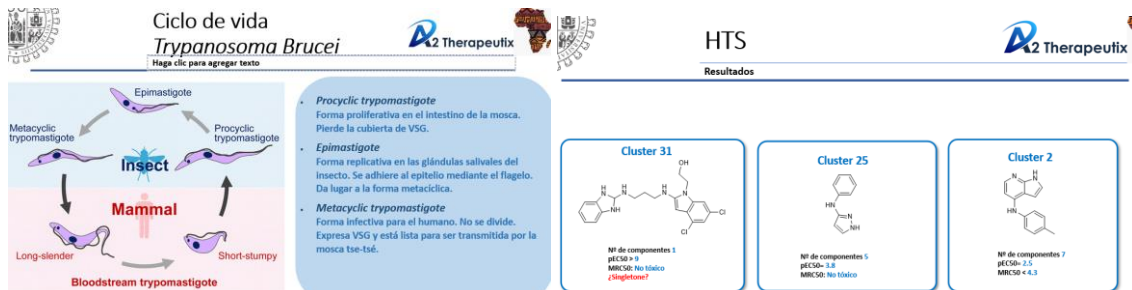 Ciclo de vida
Trypanosoma Brucei
A2 Therapeutix
Haga clic para agregar texto
Epimastigote
Metacyclic
trypomastigote
Procyclic
trypomastigote
Insect
Mammal
Long-slender
Short-stumpy
Bloodstream trypomastigote
• Procyclic trypomastigote
Forma proliferativa en el intestino de la mosca.
Pierde la cubierta de VSG.
• Epimastigote
Forma replicativa en las glándulas salivales del
insecto. Se adhiere al epitelio mediante el flagelo.
Da lugar a la forma metacíclica.
• Metacyclic trypomastigote
Forma infectiva para el humano. No se divide.
Expresa VSG y está lista para ser transmitida por la
mosca tse-tsé.
HTS
A2 Therapeutix
Resultados
Cluster 31
OH
H
N
H
N
H
N
N
N
H
Cl
Cl
Nº de componentes 1
pEC50 > 9
MRC50: No tóxico
¿Singletone?
Cluster 25
HN
N
NH
Nº de componentes 5
pEC50= 3.8
MRC50: No tóxico
Cluster 2
N
H
N
HN
Nº de componentes 7
pEC50= 2.5
MRC50 < 4.3